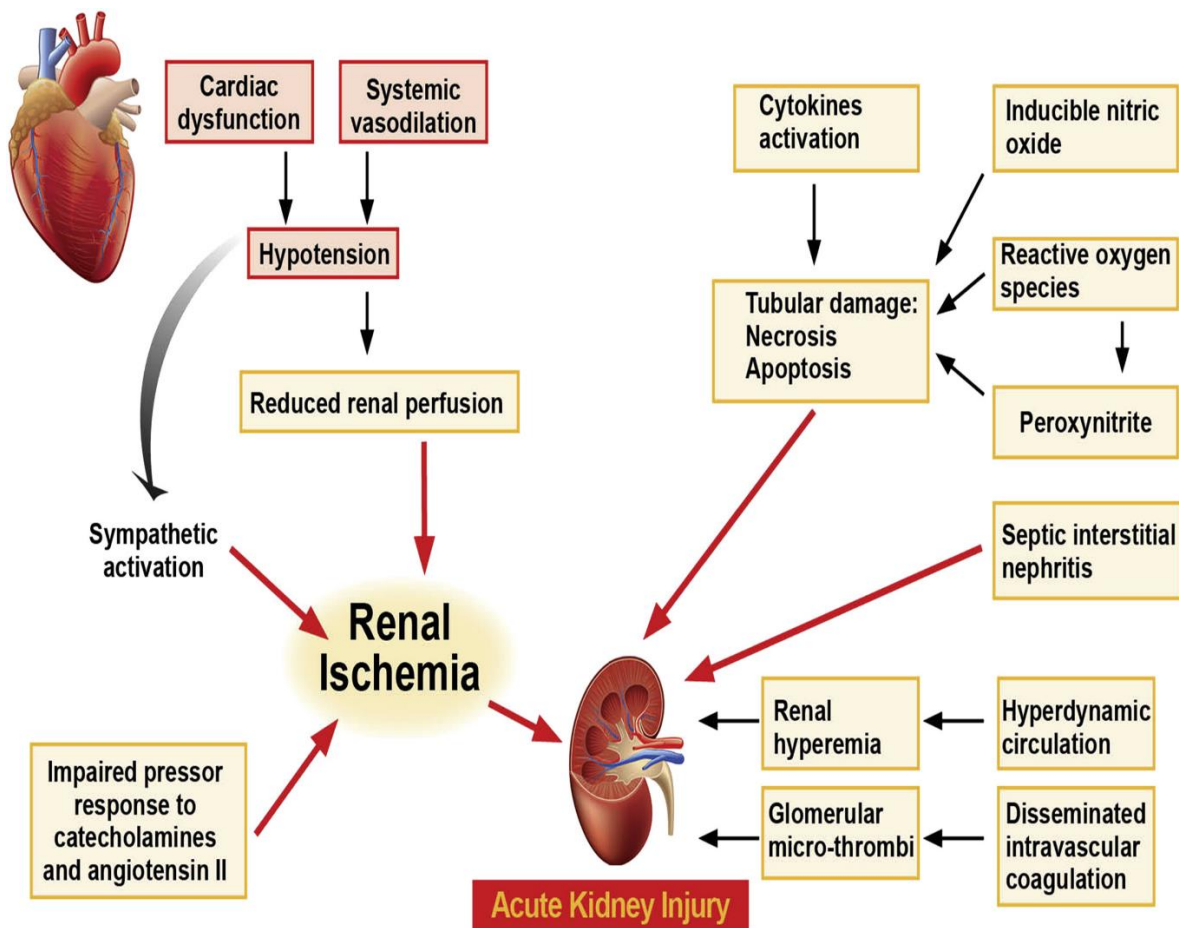 Cardiac
dysfunction
Systemic
vasodilation
Hypotension
Reduced renal perfusion
Sympathetic
activation
Renal
Ischemia
Impaired pressor
response to
catecholamines
and angiotensin II
Cytokines
activation
Inducible nitric
oxide
Reactive oxygen
species
Tubular damage:
Necrosis
Apoptosis
Peroxynitrite
Septic interstitial
nephritis
Renal
hyperemia
Hyperdynamic
circulation
Glomerular
micro-thrombi
Disseminated
intravascular
coagulation
Acute Kidney Injury